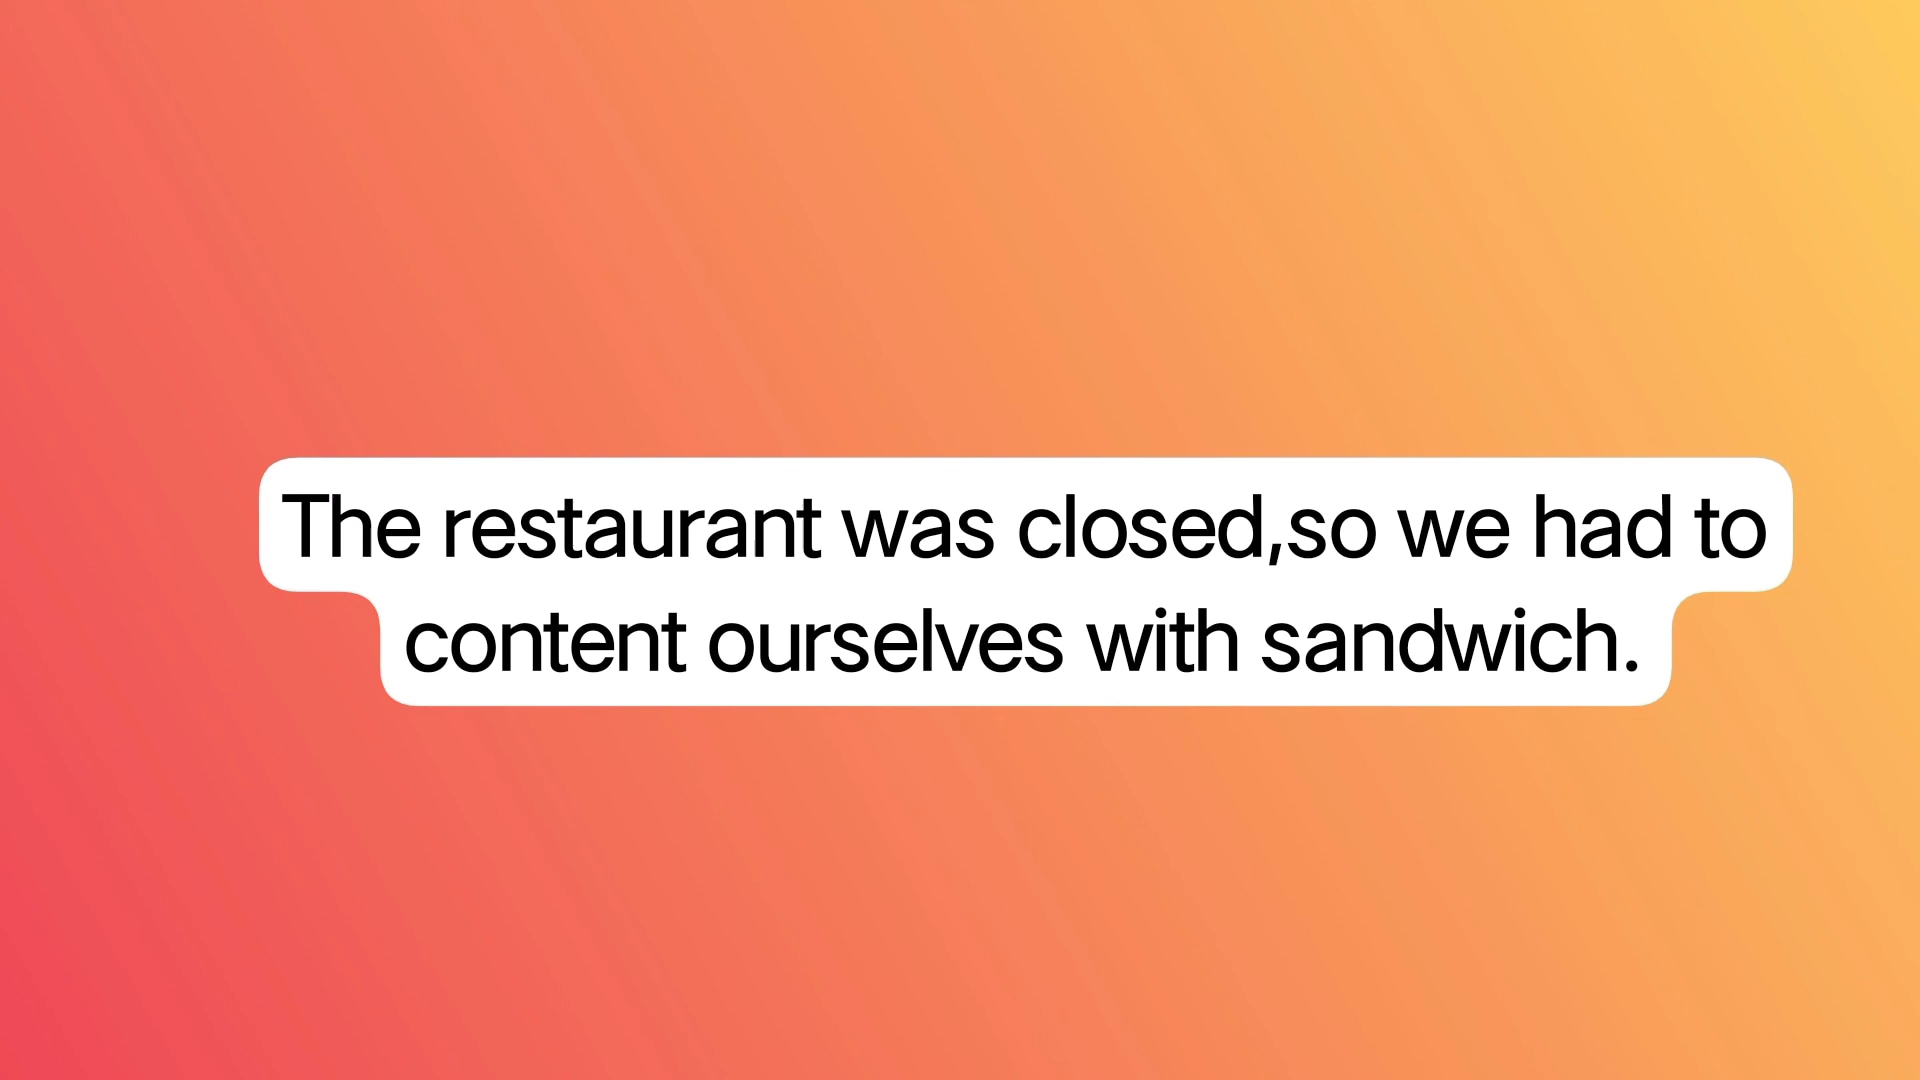 The restaurant was closed,so we had to
content ourselves with sandwich.